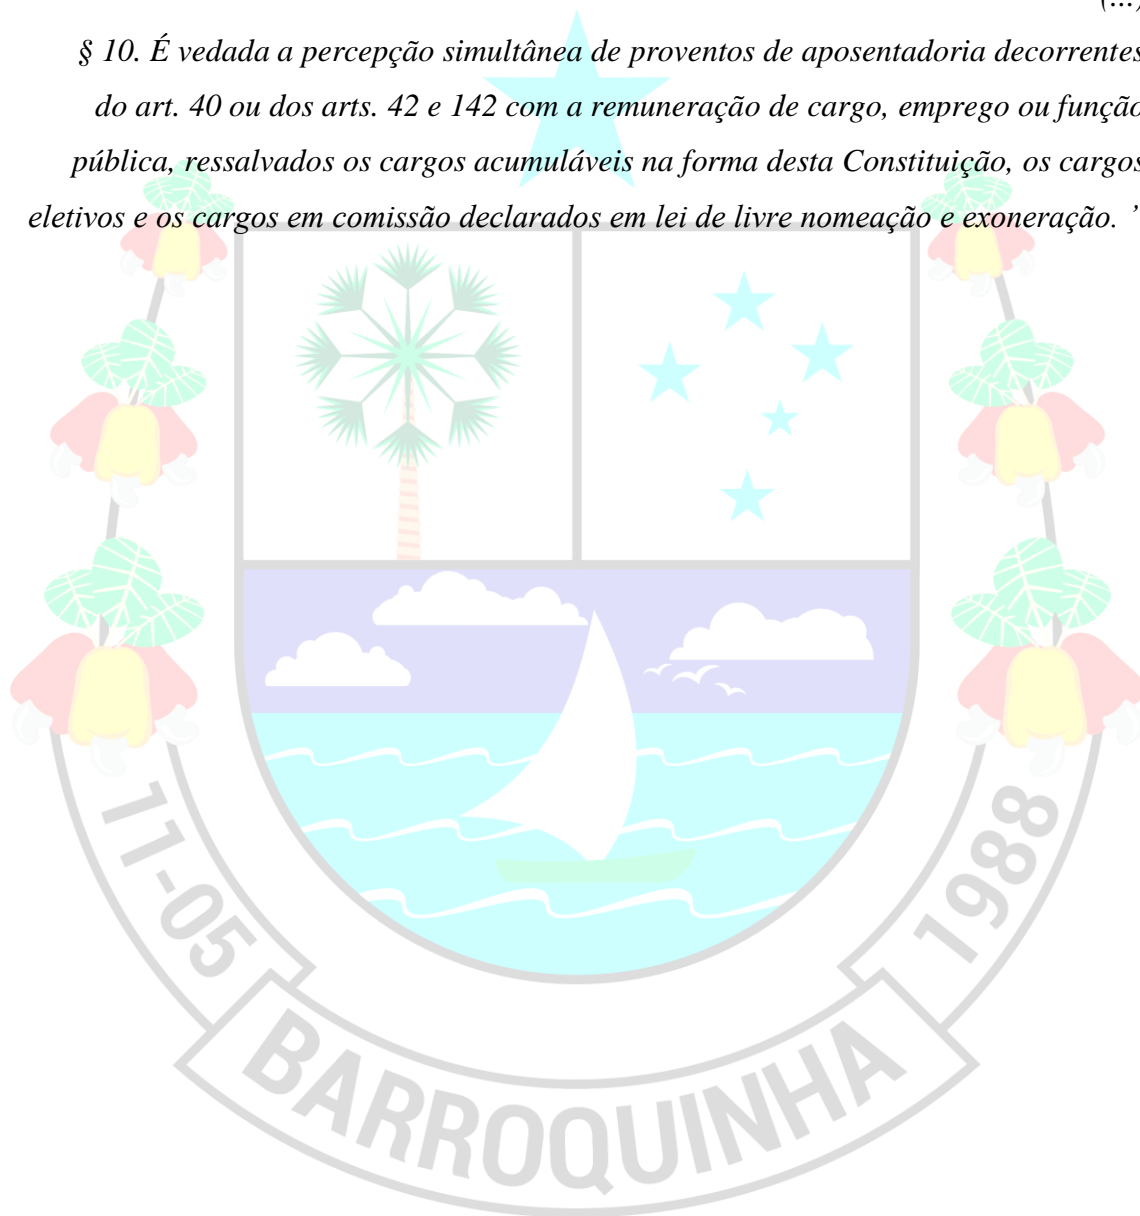 (...)
§ 10. É vedada a percepção simultânea de proventos de aposentadoria decorrentes
do art. 40 ou dos arts. 42 e 142 com a remuneração de cargo, emprego ou função
pública, ressalvados os cargos acumuláveis na forma desta Constituição, os cargos
eletivos e os cargos em comissão declarados em lei de livre nomeação e exoneração. ’
11-05
1988
BARROQUINHA